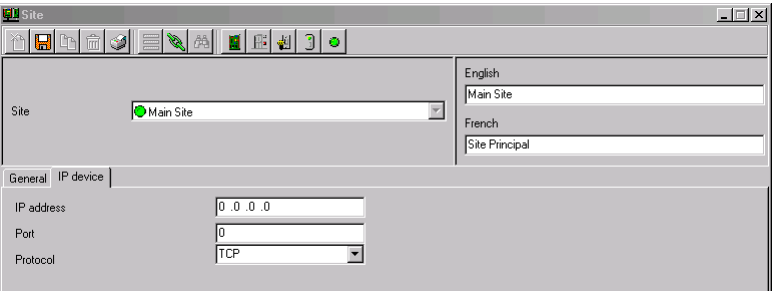 Site
English
Main Site
Site
Main Site
French
Site Principal
General
IP device
IP address
0 .0 .0 .0
Port
0
Protocol
TCP